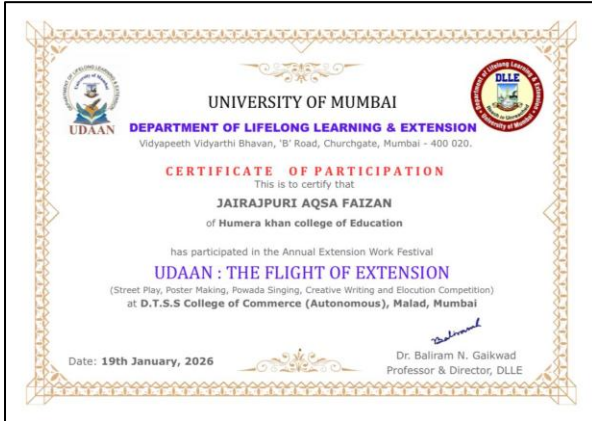 UNIVERSITY OF MUMBAI
UDAAN
DLLE
DEPARTMENT OF LIFELONG LEARNING & EXTENSION
Vidyapeeth Vidyarthi Bhavan, 'B' Road, Churchgate, Mumbai - 400 020.
CERTIFICATE OF PARTICIPATION
This is to certify that
JAIRAJPURI AQSA FAIZAN
of Humera khan college of Education
has participated in the Annual Extension Work Festival
UDAAN : THE FLIGHT OF EXTENSION
(Street Play, Poster Making, Powada Singing, Creative Writing and Elocution Competition)
at D.T.S.S College of Commerce (Autonomous), Malad, Mumbai
Baliram
Date: 19th January, 2026
Dr. Baliram N. Gaikwad
Professor & Director, DLLE